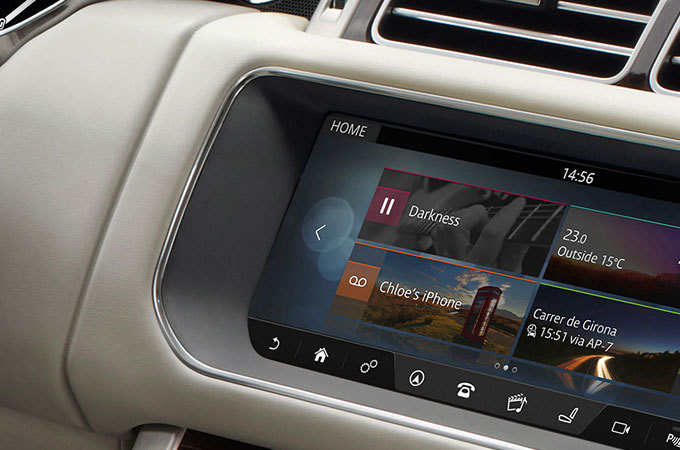 HOME
14:56
Darkness
23.0
Outside 15°C
Chloe's iPhone
Carrer de Girona
15:51 via AP-7